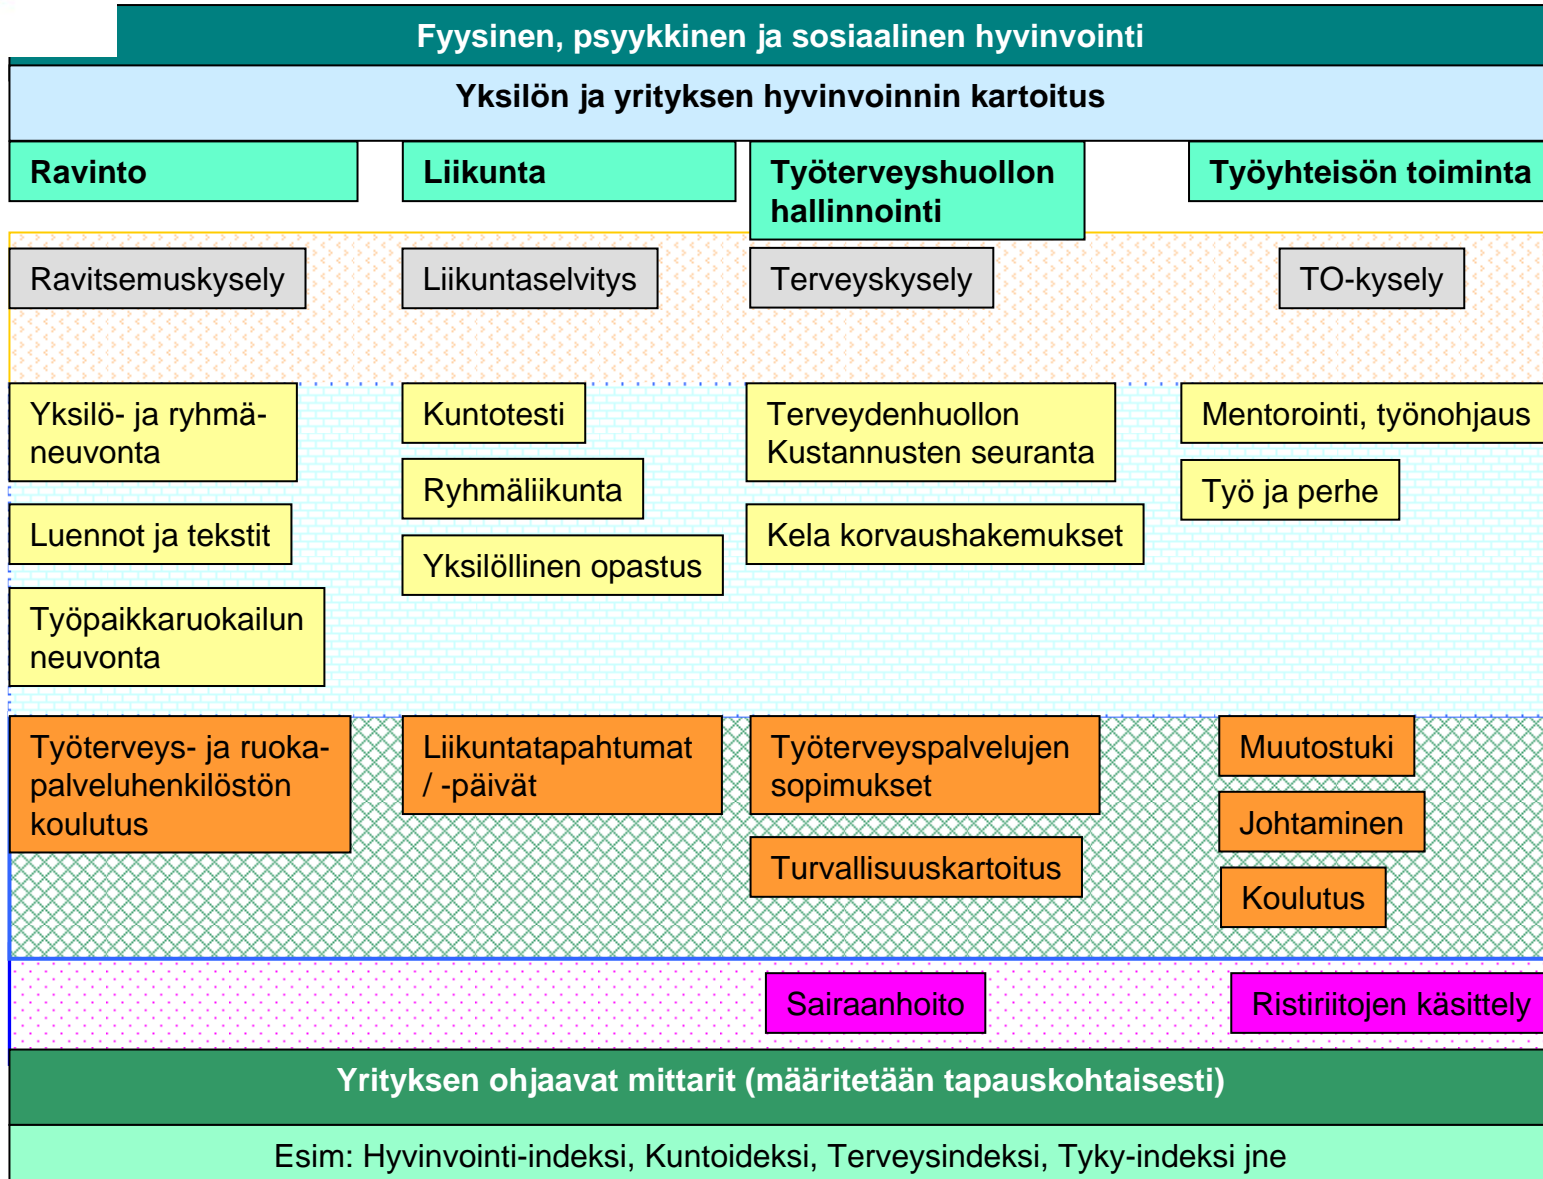 Fyysinen, psyykkinen ja sosiaalinen hyvinvointi
Yksilön ja yrityksen hyvinvoinnin kartoitus
Ravinto
Liikunta
Työterveyshuollon
hallinnointi
Työyhteisön toiminta
Ravitsemuskysely
Liikuntaselvitys
Terveyskysely
TO-kysely
Yksilö- ja ryhmä-
neuvonta
Luennot ja tekstit
Työpaikkaruokailun
neuvonta
Kuntotesti
Ryhmäliikunta
Yksilöllinen opastus
Terveydenhuollon
Kustannusten seuranta
Kela korvaushakemukset
Mentorointi, työnohjaus
Työ ja perhe
Työterveys- ja ruoka-
palveluhenkilöstön
koulutus
Liikuntatapahtumat
/ -päivät
Työterveyspalvelujen
sopimukset
Turvallisuuskartoitus
Muutostuki
Johtaminen
Koulutus
Sairaanhoito
Ristiriitojen käsittely
Yrityksen ohjaavat mittarit (määritetään tapauskohtaisesti)
Esim: Hyvinvointi-indeksi, Kuntoideksi, Terveysindeksi, Tyky-indeksi jne